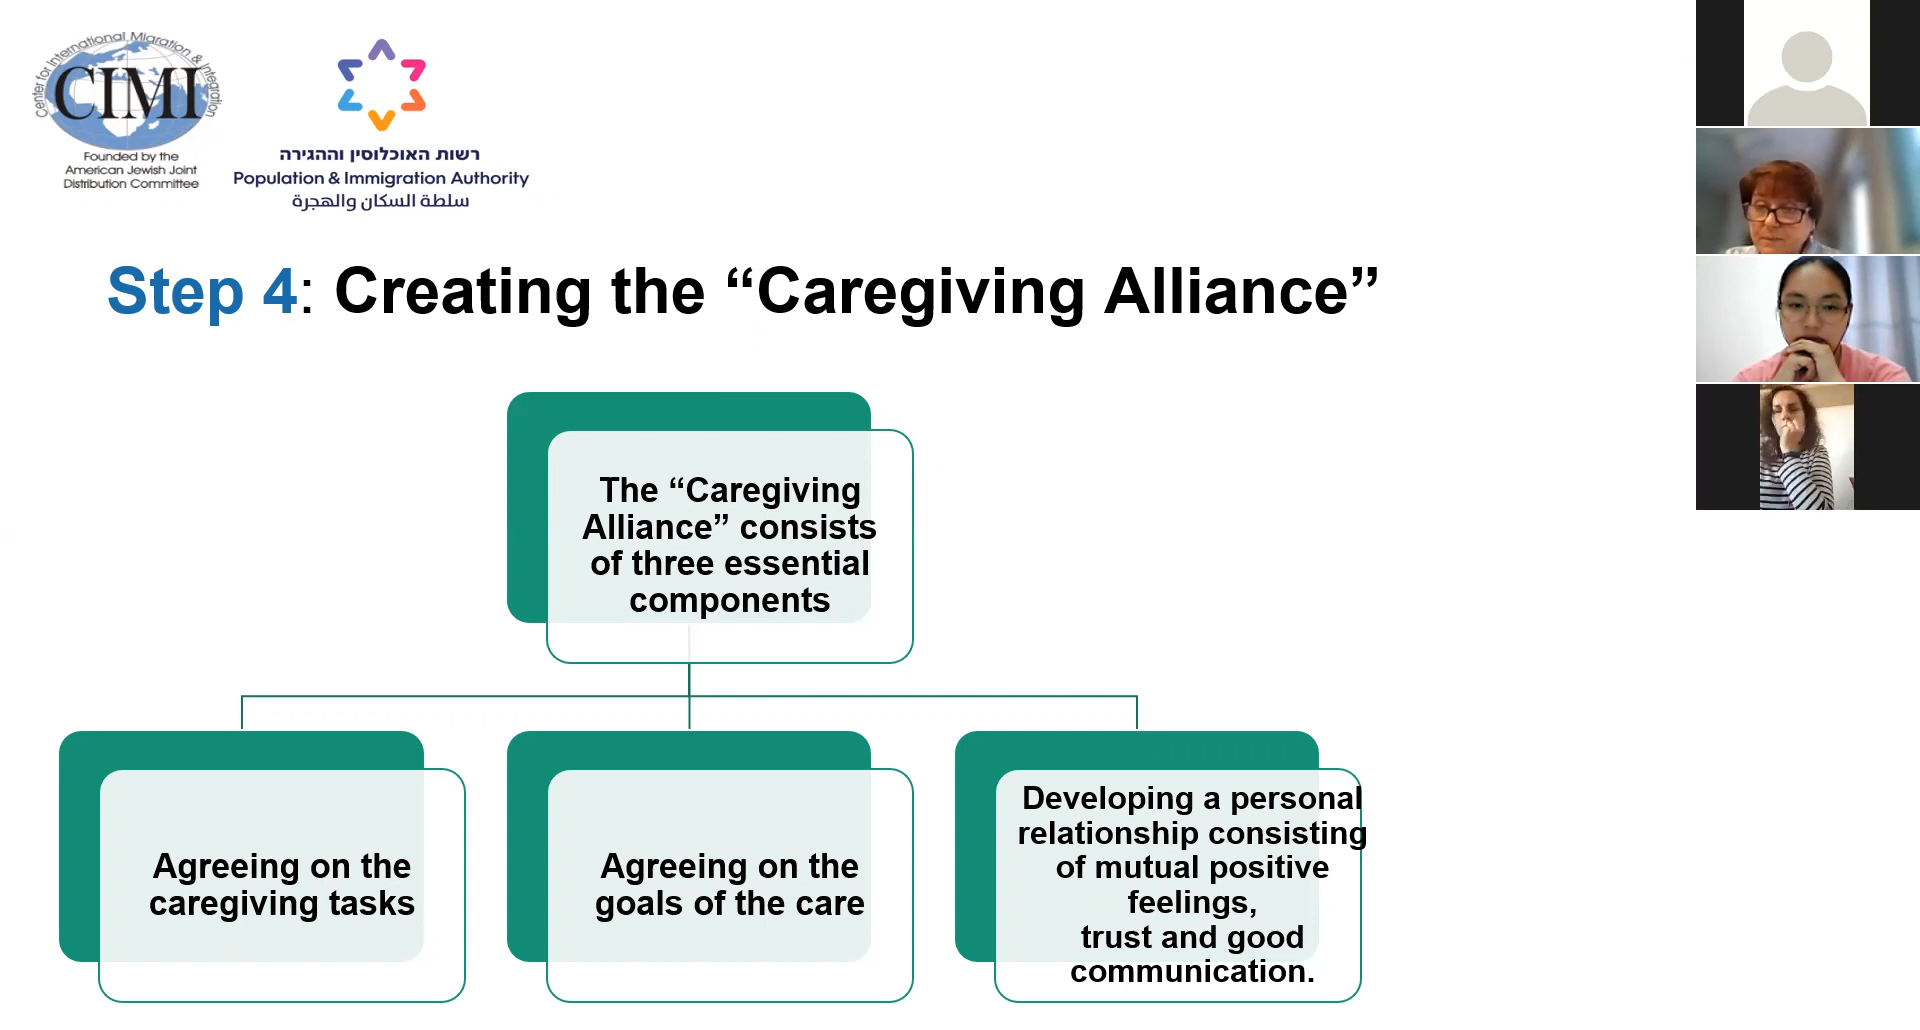 Center for International Migration & Integration
CIMI
Founded by the
American Jewish Joint
Distribution Committee
רשות האוכלוסין וההגירה
Population & Immigration Authority
سلطة السكان والهجرة
Step 4: Creating the “Caregiving Alliance”
The “Caregiving
Alliance” consists
of three essential
components
Agreeing on the
caregiving tasks
Agreeing on the
goals of the care
Developing a personal
relationship consisting
of mutual positive
feelings,
trust and good
communication.